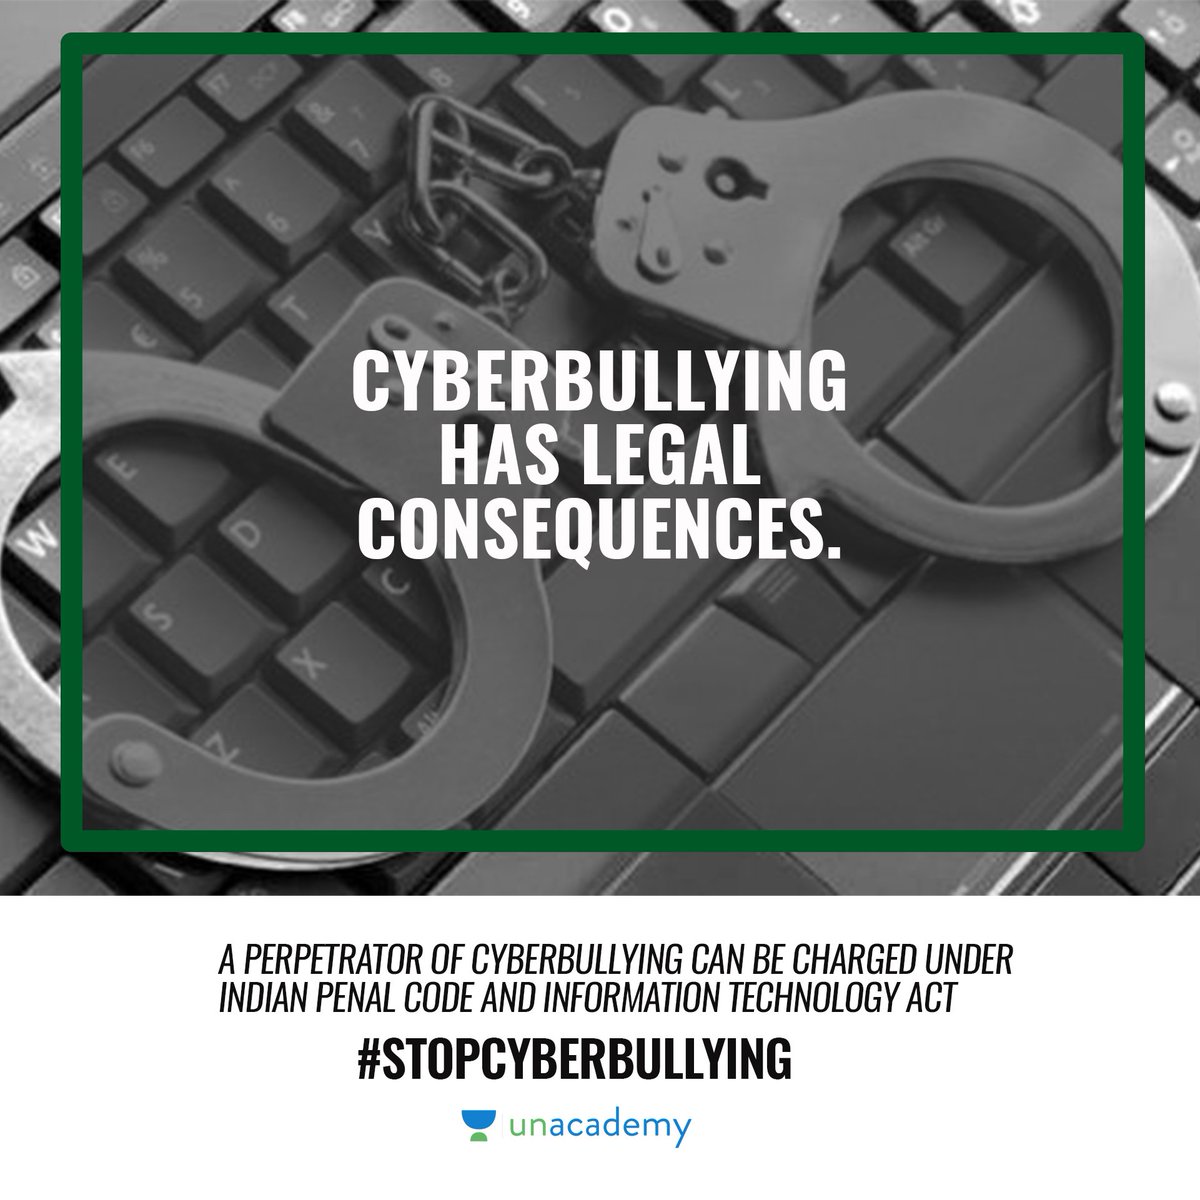 CYBERBULLYING
HAS LEGAL
CONSEQUENCES.
A PERPETRATOR OF CYBERBULLYING CAN BE CHARGED UNDER
INDIAN PENAL CODE AND INFORMATION TECHNOLOGY ACT
#STOPCYBERBULLYING
unacademy